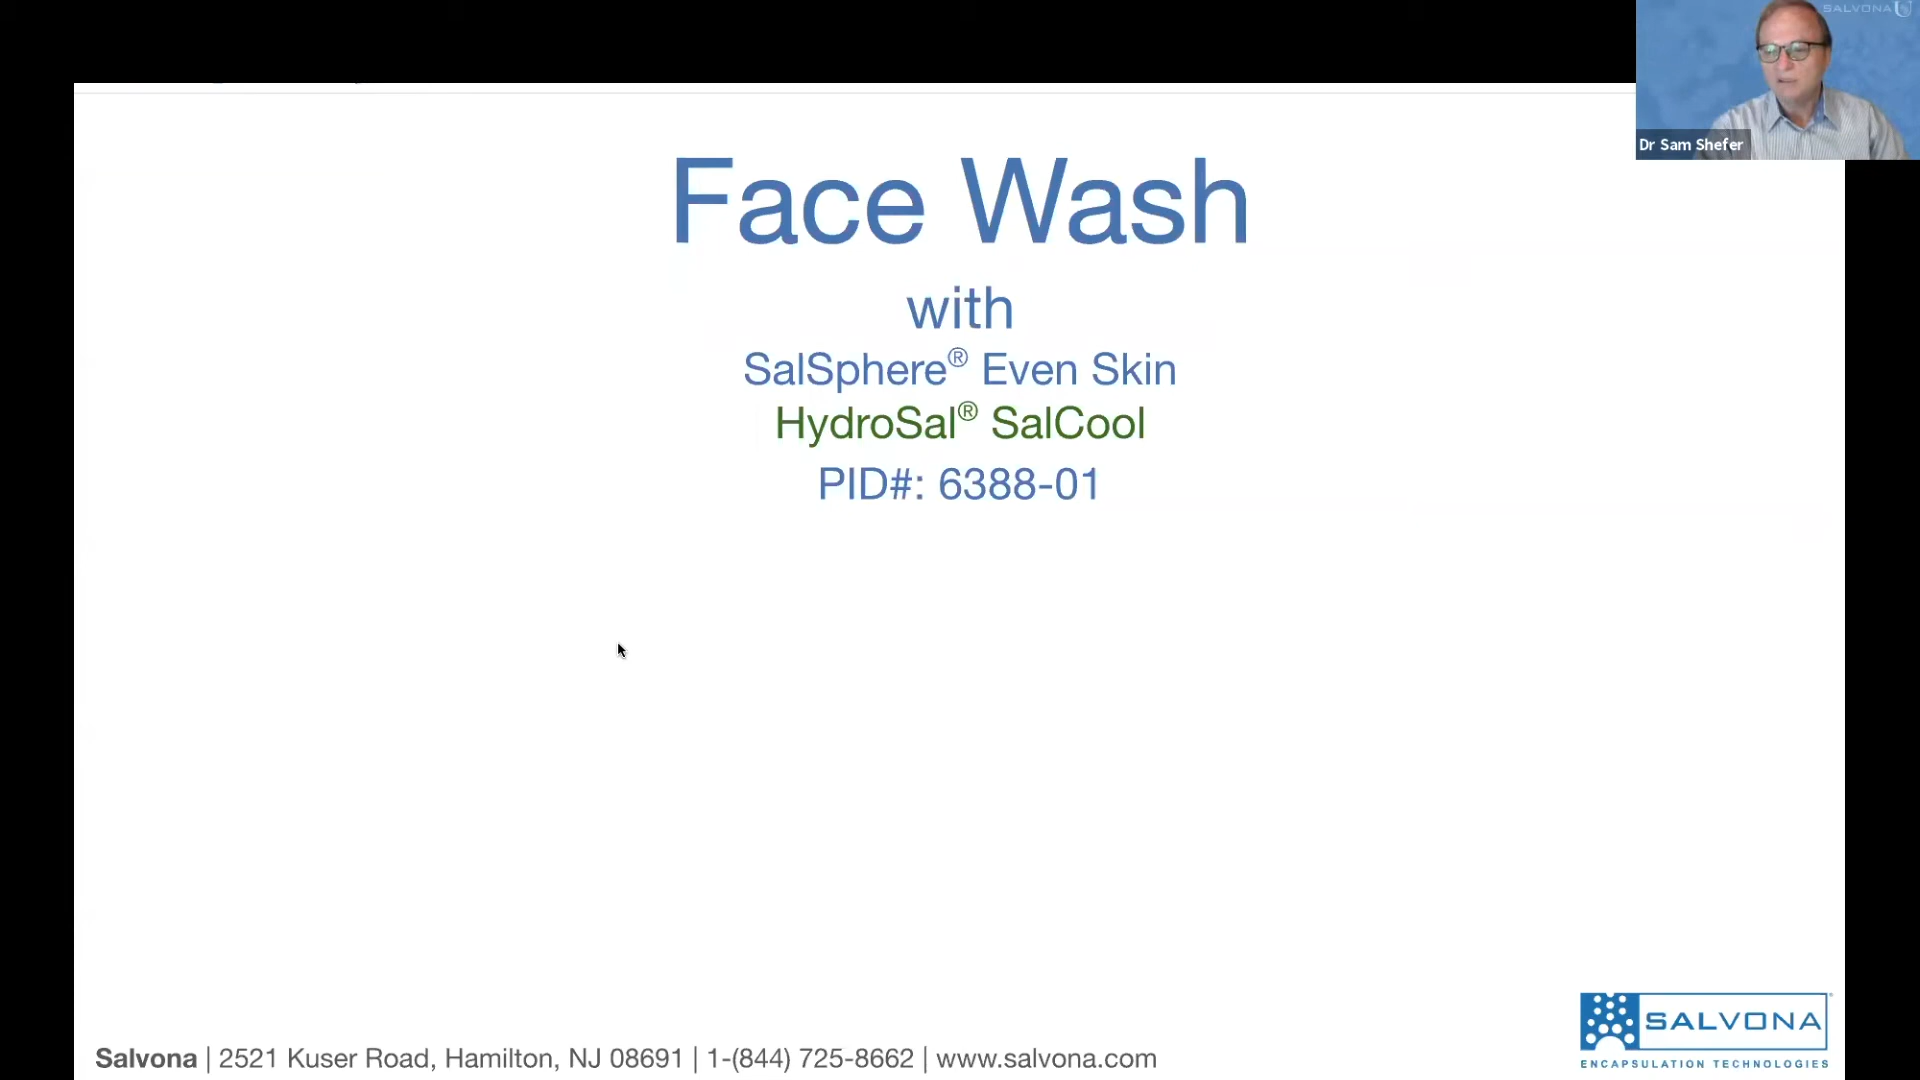 SALVONA U
Dr Sam Shefer
Face Wash
with
SalSphere® Even Skin
HydroSal® SalCool
PID#: 6388-01
SALVONA®
ENCAPSULATION TECHNOLOGIES
Salvona | 2521 Kuser Road, Hamilton, NJ 08691 | 1-(844) 725-8662 | www.salvona.com